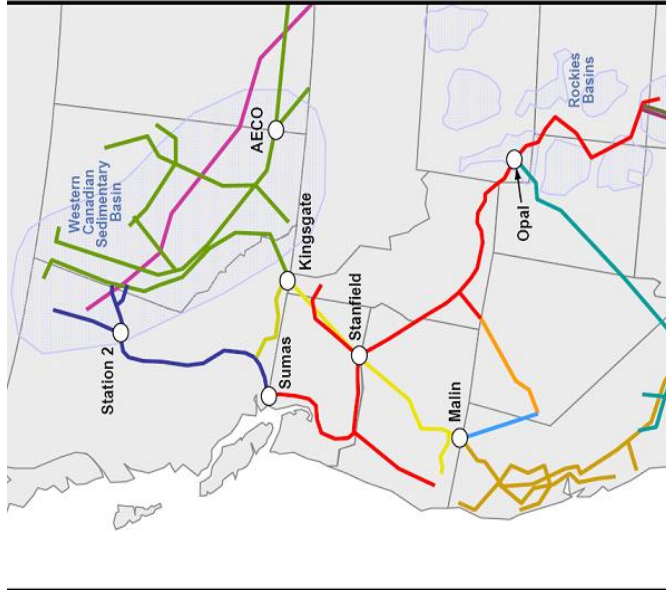 Western
Canadian
Sedimentary
Basin
AECO
Station 2
Kingsgate
Sumas
Stanfield
Malin
Opal
Rockies
Basins